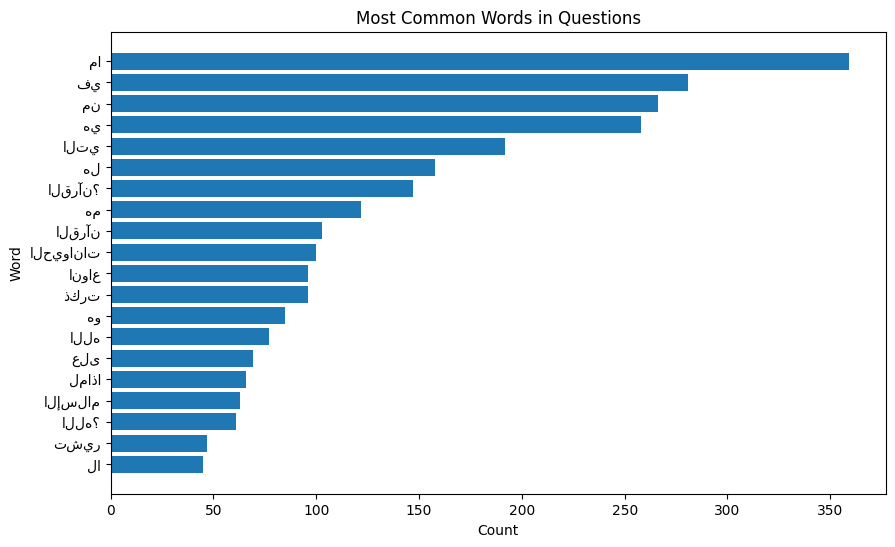 Most Common Words in Questions
Word
ما
في
من
هي
التي
هل
القرآن؟
هم
القرآن
الحيوانات
انواع
ذكرت
هو
الله
على
لماذا
الإسلام
الله؟
تشير
لا
0 50 100 150 200 250 300 350
Count